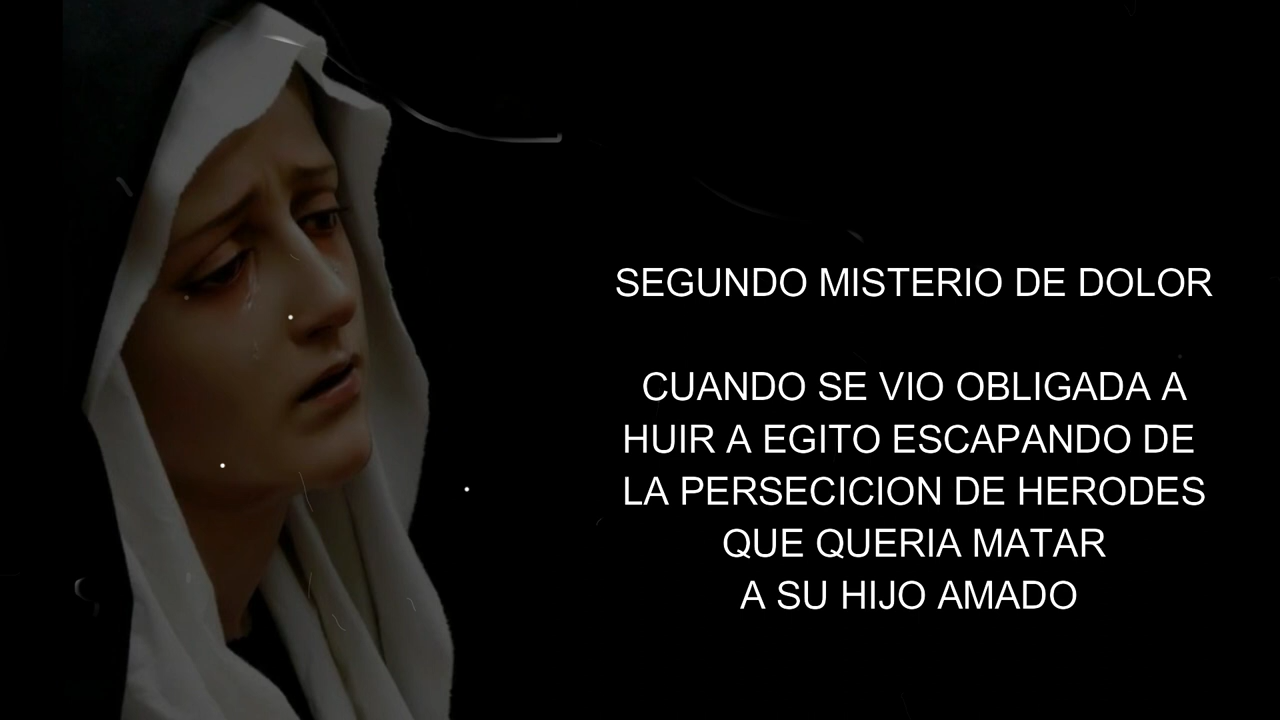 SEGUNDO MISTERIO DE DOLOR
CUANDO SE VIO OBLIGADA A
HUIR A EGITO ESCAPANDO DE
LA PERSECICION DE HERODES
QUE QUERIA MATAR
A SU HIJO AMADO